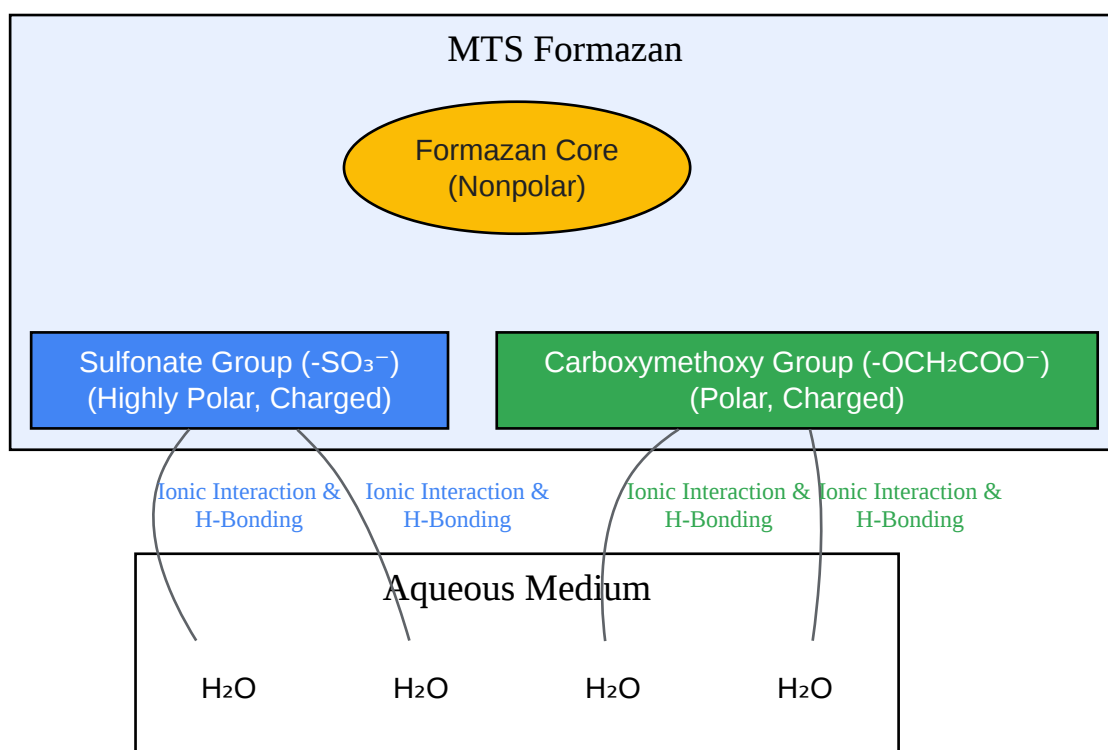 MTS Formazan
Formazan Core
(Nonpolar)
Sulfonate Group (-SO₃⁻)
(Highly Polar, Charged)
Carboxymethoxy Group (-OCH₂COO⁻)
(Polar, Charged)
Ionic Interaction &
H-Bonding
Ionic Interaction &
H-Bonding
Ionic Interaction &
H-Bonding
Ionic Interaction &
H-Bonding
Aqueous Medium
H₂O
H₂O
H₂O
H₂O